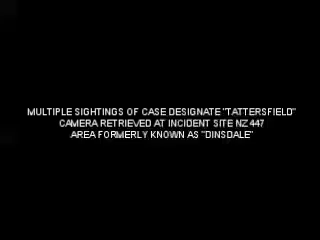 MULTIPLE SIGHTINGS OF CASE DESIGNATE "TATTERSFIELD"
CAMERA RETRIEVED AT INCIDENT SITE NZ447
AREA FORMERLY KNOWN AS "DINSDALE"